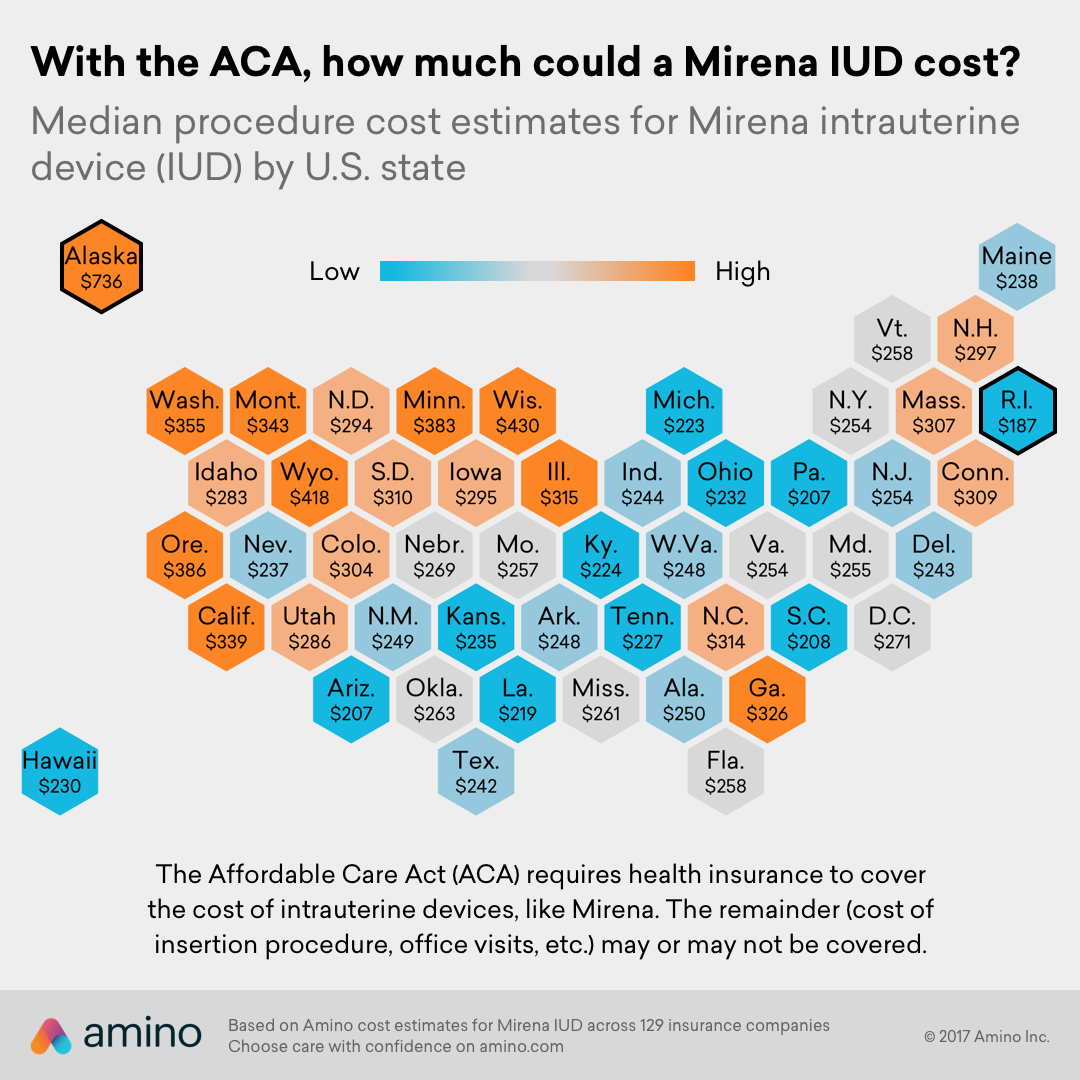 With the ACA, how much could a Mirena IUD cost?
Median procedure cost estimates for Mirena intrauterine
device (IUD) by U.S. state
Alaska
$736
Low
High
Maine
$238
Vt.
$258
N.H.
$297
Wash.
$355
Mont.
$343
N.D.
$294
Minn.
$383
Wis.
$430
Mich.
$223
N.Y.
$254
Mass.
$307
R.I.
$187
Idaho
$283
Wyo.
$418
S.D.
$310
Iowa
$295
Ill.
$315
Ind.
$244
Ohio
$232
Pa.
$207
N.J.
$254
Conn.
$309
Ore.
$386
Nev.
$237
Colo.
$304
Nebr.
$269
Mo.
$257
Ky.
$224
W.Va.
$248
Va.
$254
Md.
$255
Del.
$243
Calif.
$339
Utah
$286
N.M.
$249
Kans.
$235
Ark.
$248
Tenn.
$227
N.C.
$314
S.C.
$208
D.C.
$271
Ariz.
$207
Okla.
$263
La.
$219
Miss.
$261
Ala.
$250
Ga.
$326
Hawaii
$230
Tex.
$242
Fla.
$258
The Affordable Care Act (ACA) requires health insurance to cover
the cost of intrauterine devices, like Mirena. The remainder (cost of
insertion procedure, office visits, etc.) may or may not be covered.
amino
Based on Amino cost estimates for Mirena IUD across 129 insurance companies
Choose care with confidence on amino.com
© 2017 Amino Inc.